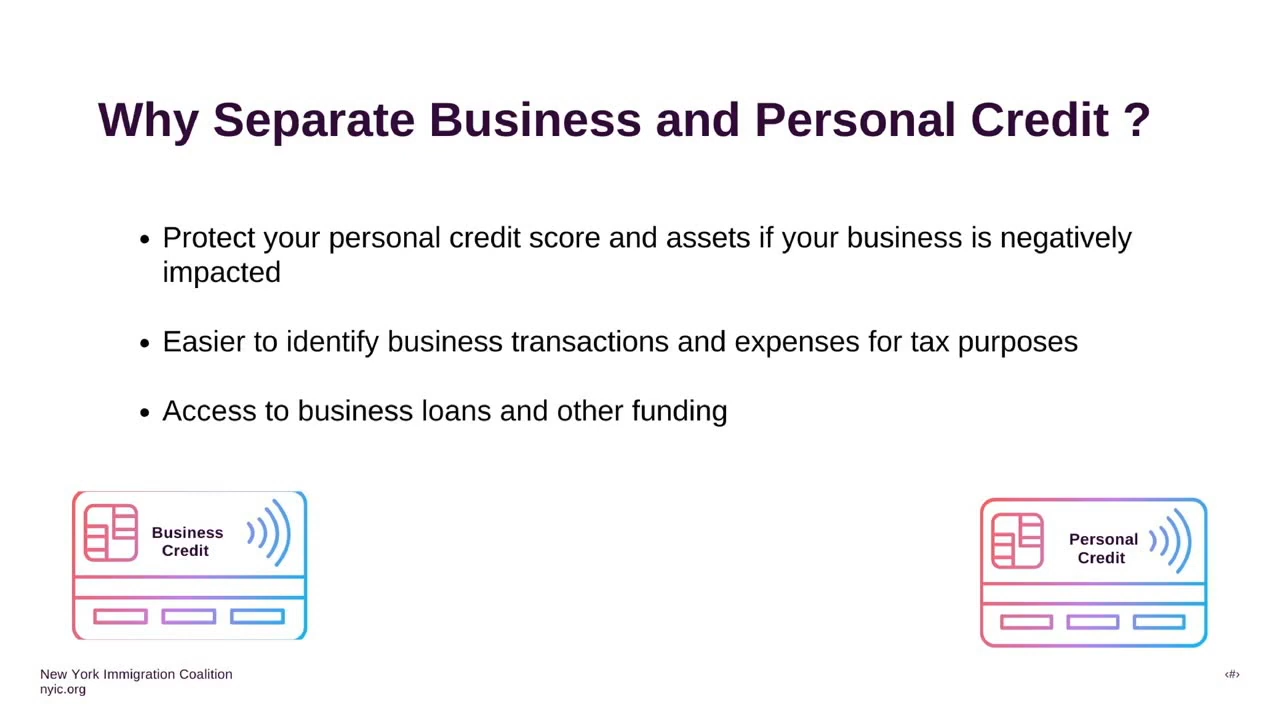 Why Separate Business and Personal Credit ?
• Protect your personal credit score and assets if your business is negatively
impacted
• Easier to identify business transactions and expenses for tax purposes
• Access to business loans and other funding
Business
Credit
Personal
Credit
New York Immigration Coalition
nyic.org
‹#›